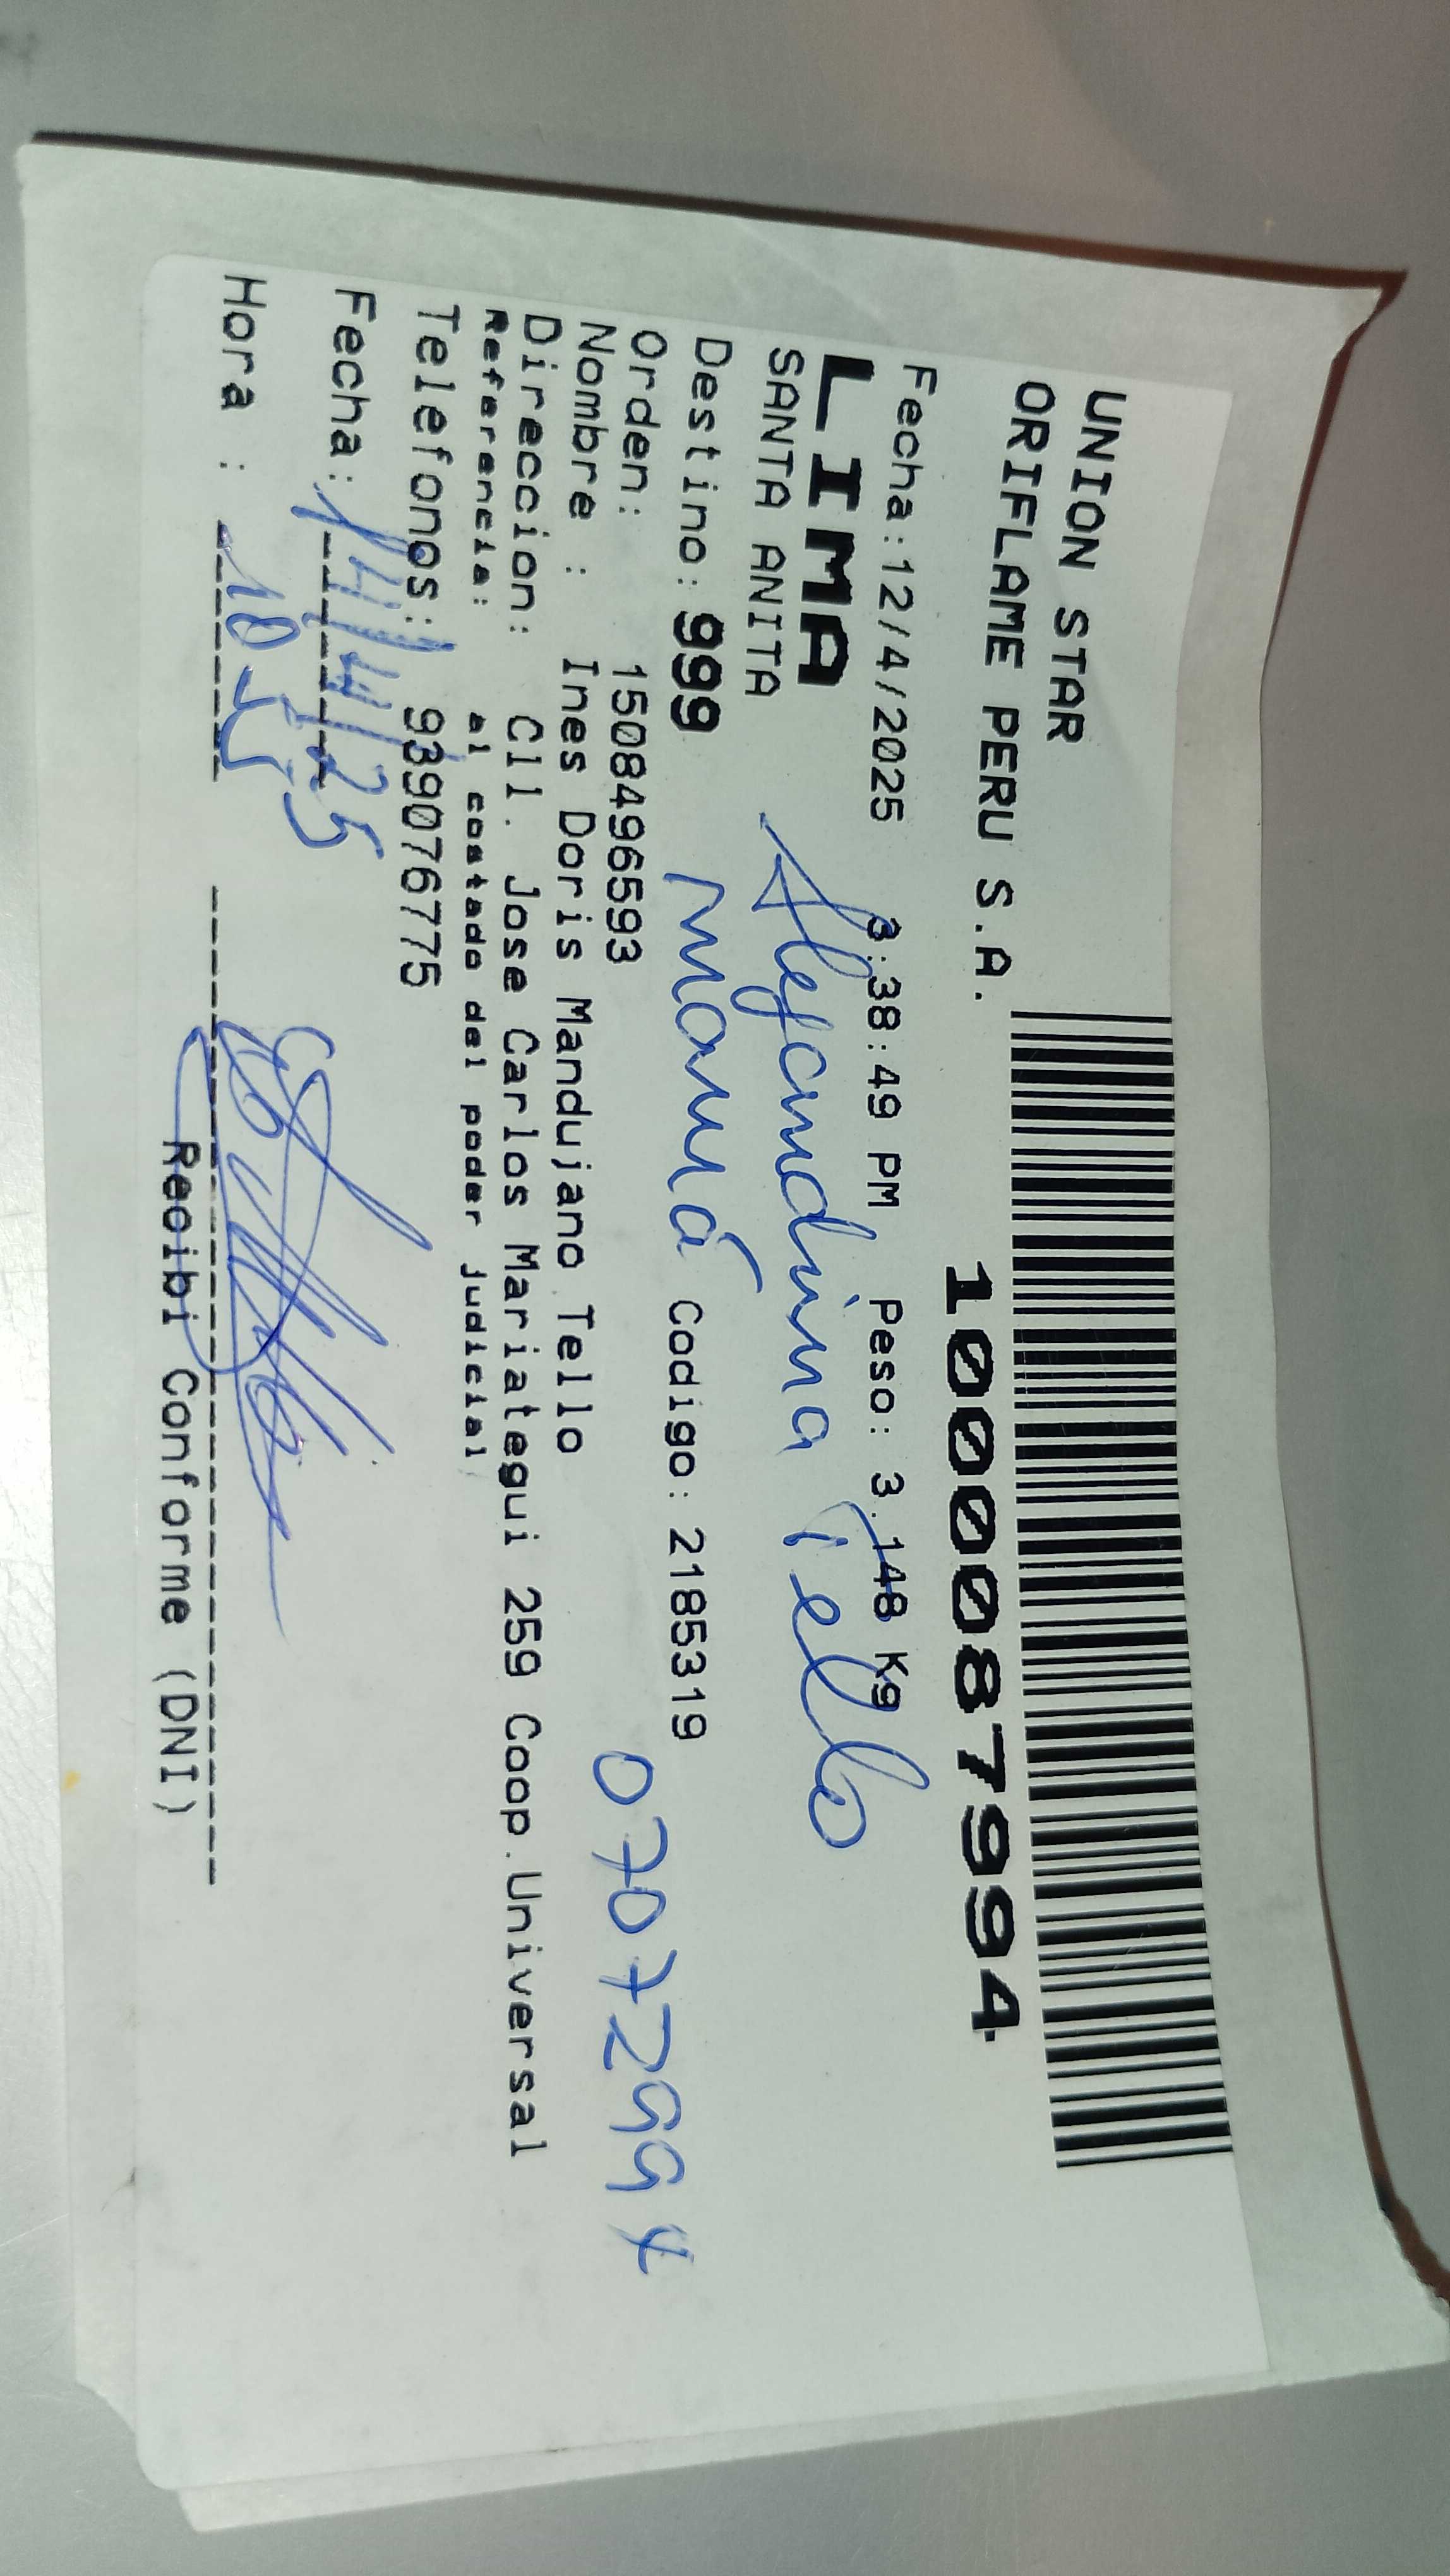 UNION STAR
ORIFLAME PERU S.A.
10000087994
Fecha:12/4/2025 3:38:49 PM Peso: 3.148 Kg
LIMA
SANTA ANITA
Alejandrina Tello
Destino: 999 mamá Codigo: 2185319
Orden: 1508496593
07072994
Nombre : Ines Doris Mandujano Tello
Direccion: Cll. Jose Carlos Mariategui 259 Coop.Universal
Referencia: al costado del poder judicial
Telefonos: 939076775
Fecha: 14/4/25
Hora : 10
Recibi Conforme (DNI)